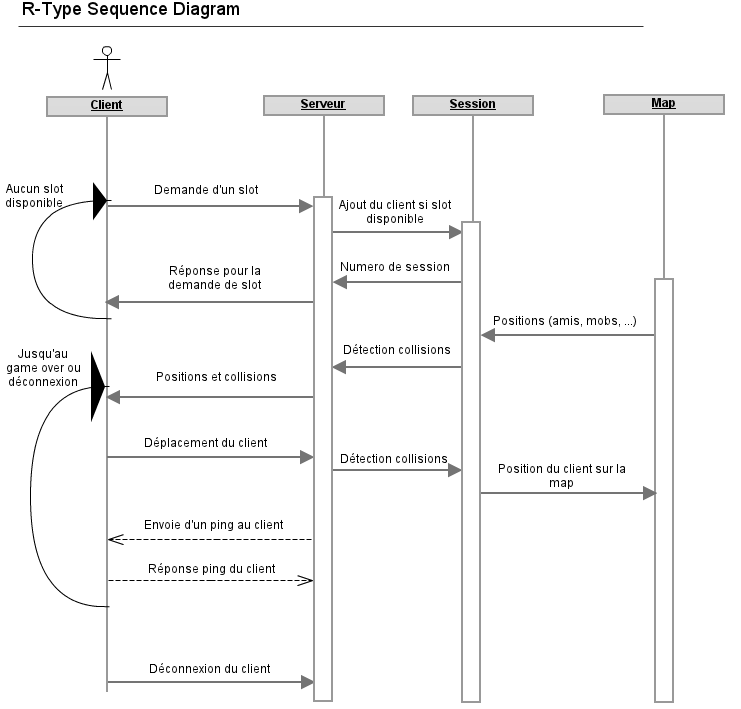 R-Type Sequence Diagram
Client
Serveur
Session
Map
Aucun slot
disponible
Demande d'un slot
Ajout du client si slot
disponible
Numero de session
Réponse pour la
demande de slot
Positions (amis, mobs, ...)
Jusqu'au
game over ou
déconnexion
Détection collisions
Positions et collisions
Déplacement du client
Détection collisions
Position du client sur la
map
Envoie d'un ping au client
Réponse ping du client
Déconnexion du client